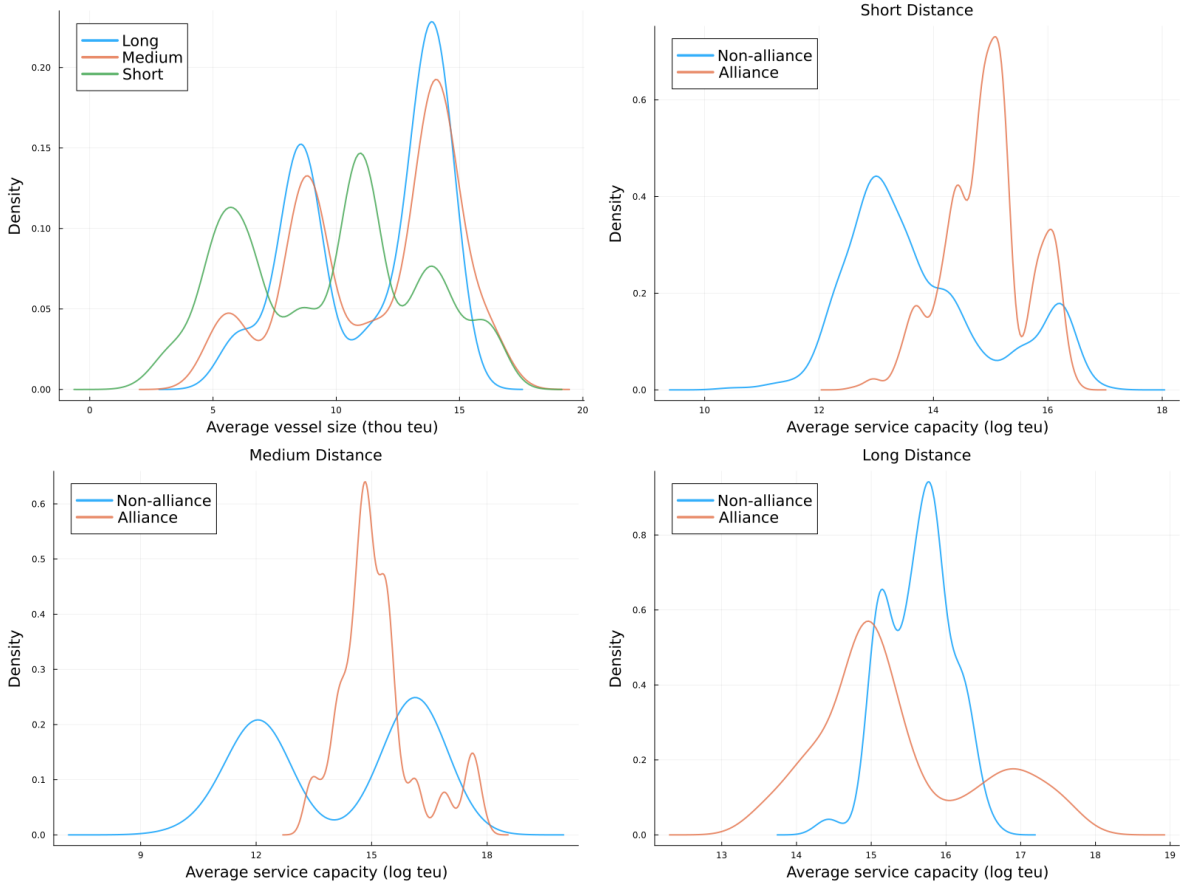 Long
Medium
Short
0.20
0.15
0.10
0.05
0.00
Density
0
5
10
15
20
Average vessel size (thou teu)
Short Distance
Non-alliance
Alliance
0.6
0.4
0.2
0.0
Density
10
12
14
16
18
Average service capacity (log teu)
Medium Distance
Non-alliance
Alliance
0.6
0.5
0.4
0.3
0.2
0.1
0.0
Density
9
12
15
18
Average service capacity (log teu)
Long Distance
Non-alliance
Alliance
0.8
0.6
0.4
0.2
0.0
Density
13
14
15
16
17
18
19
Average service capacity (log teu)